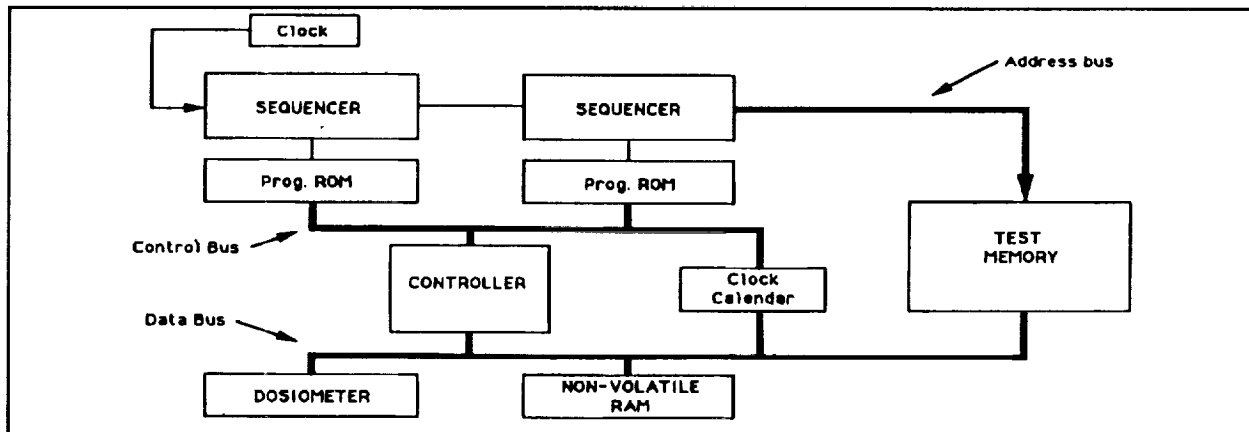 Clock
Address bus
SEQUENCER
SEQUENCER
Prog. ROM
Prog. ROM
Control Bus
TEST
MEMORY
CONTROLLER
Clock
Calendar
Data Bus
DOSIOMETER
NON-VOLATILE
RAM